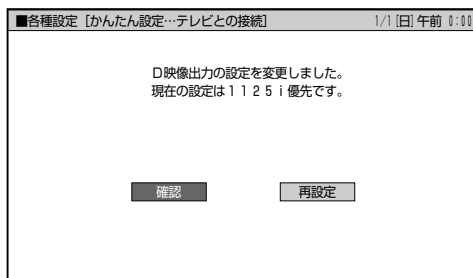 ■各種設定［かんたん設定…テレビとの接続］ 1/1[日]午前 0:00
D映像出力の設定を変更しました。
現在の設定は１１２５ｉ優先です。
確認 再設定